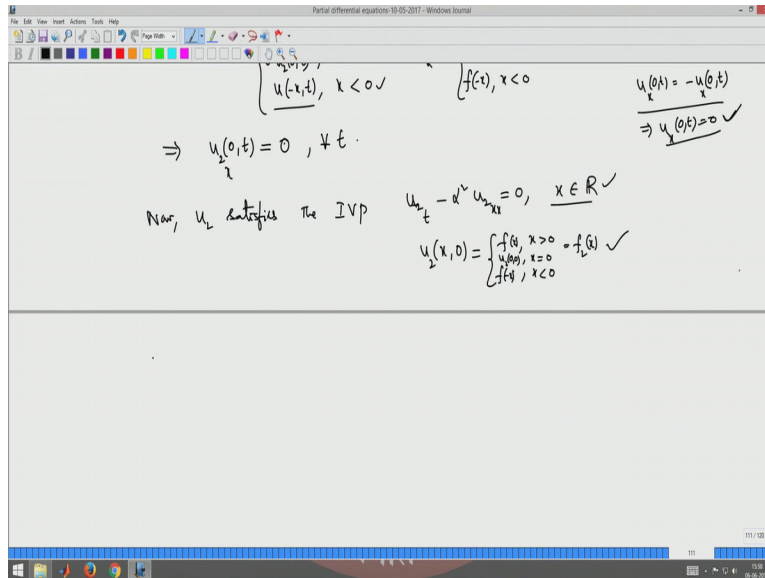 Partial differential equations-10-05-2017 - Windows Journal
File Edit View Insert Actions Tools Help
Page Width
B I
u(-x,t), x < 0 ✓
f(-x), x < 0
u_x(0,t) = -u_x(0,t)
⇒ u_x(0,t) = 0 ✓
⇒ u_2x(0,t) = 0 , ∀ t.
Now, u_2 satisfies the IVP u_2t - α² u_2xx = 0, x ∈ ℝ ✓
u_2(x,0) = { f(x), x > 0 = f_2(x) ✓
u_2(0,0), x = 0
f(-x), x < 0
111 / 120
111
15:50